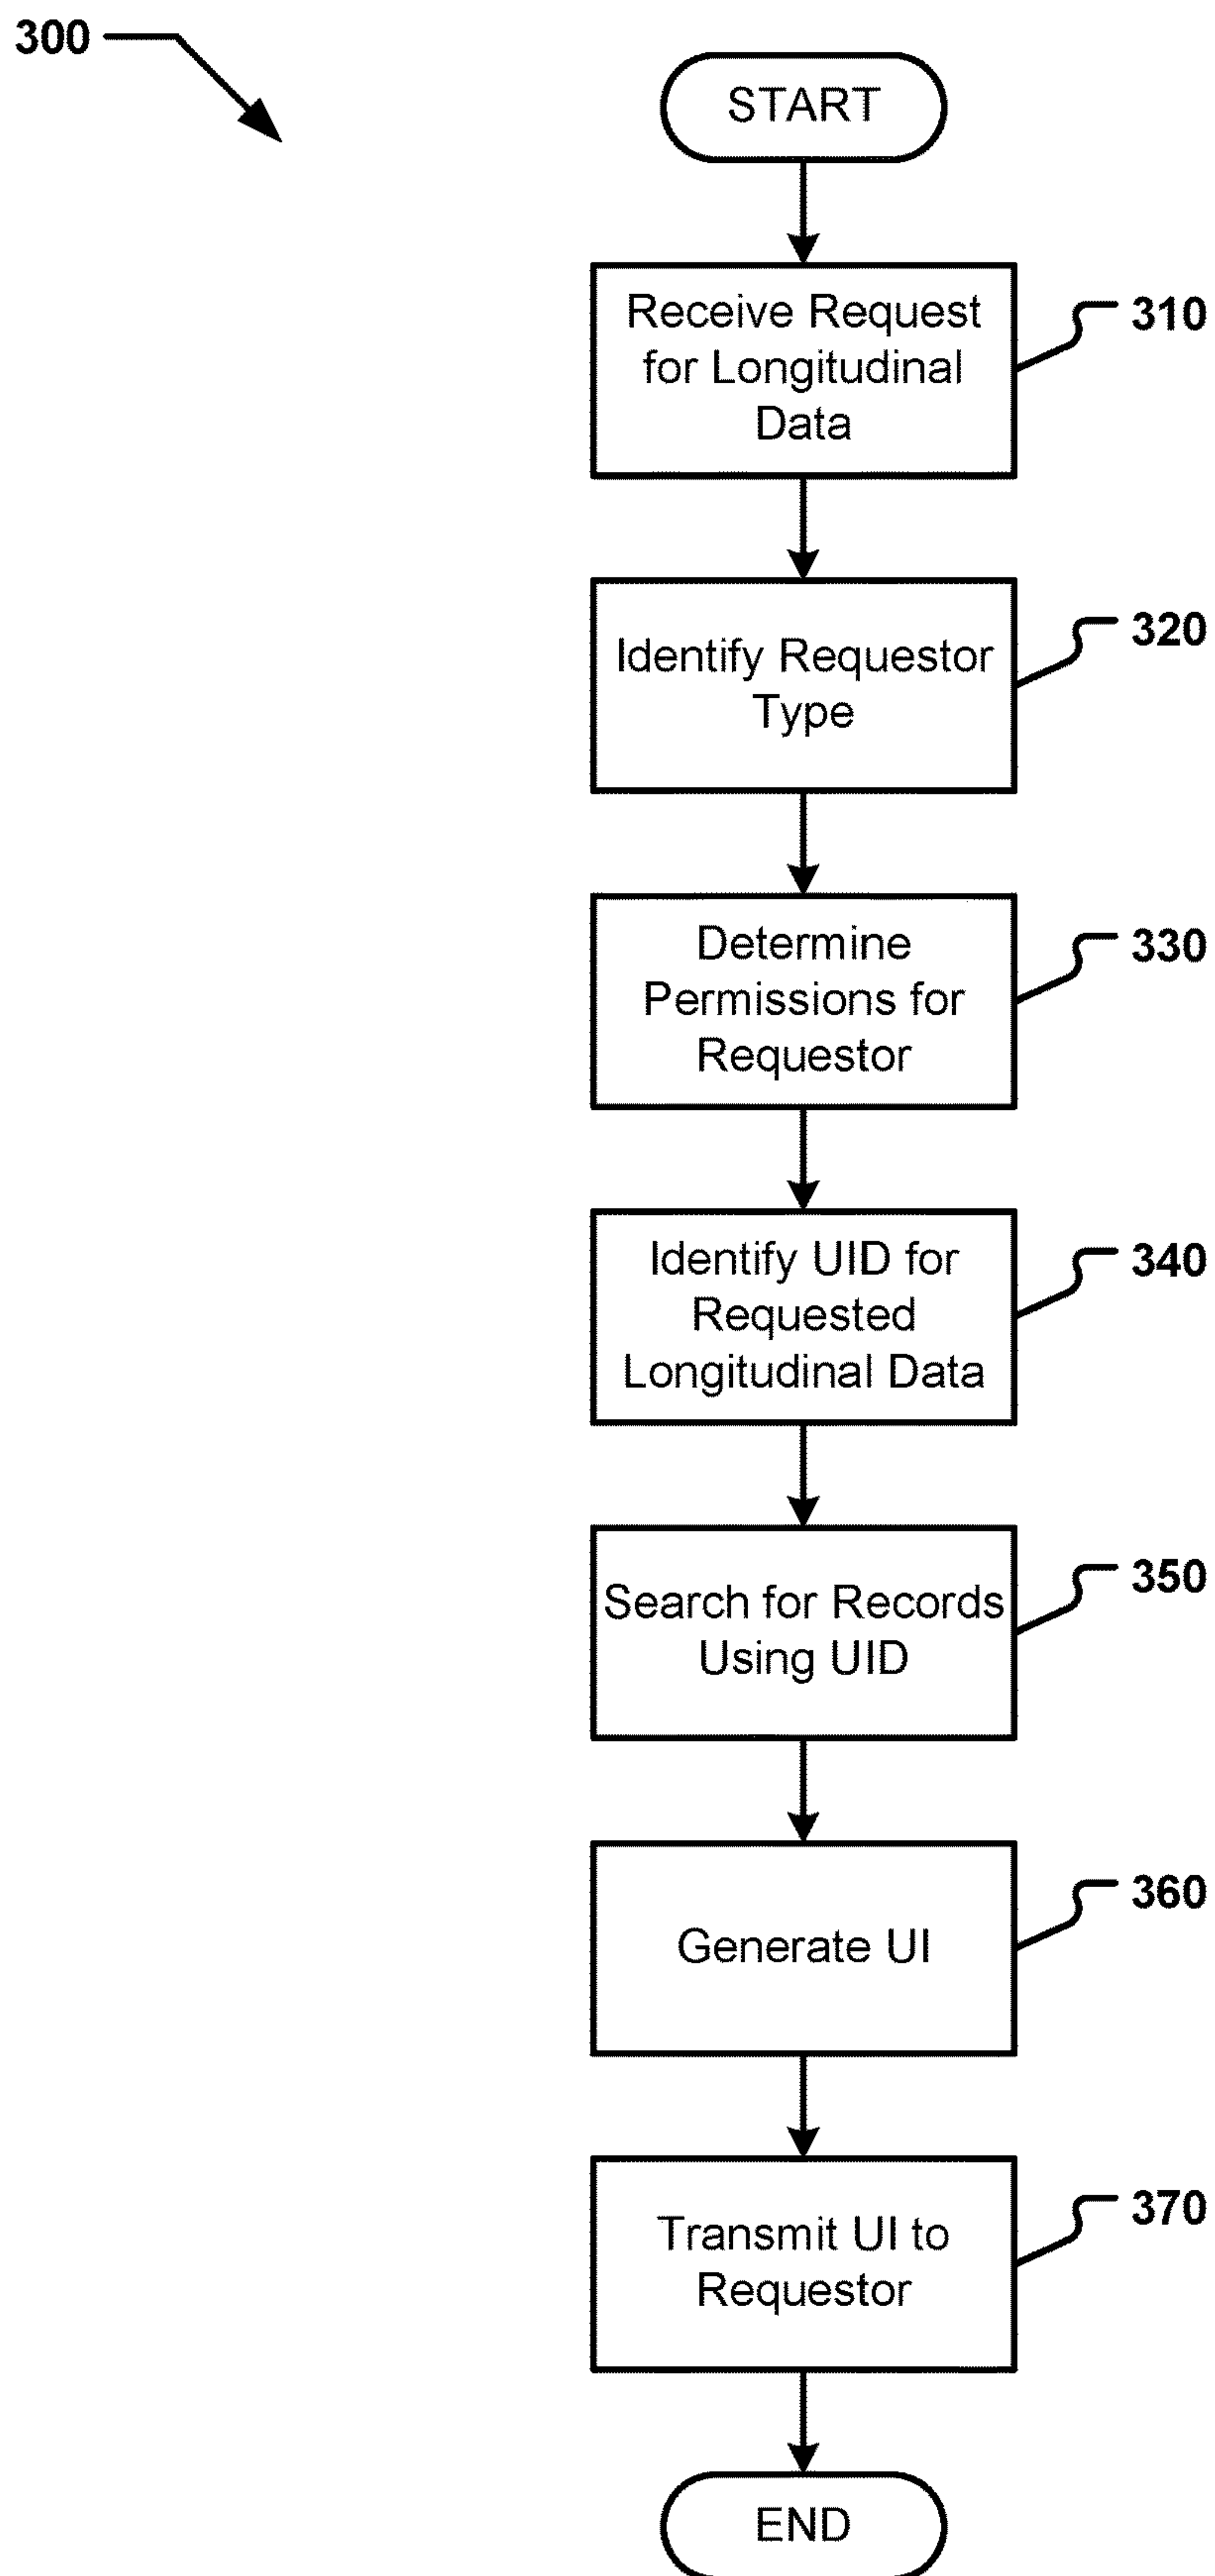 300
START
Receive Request
for Longitudinal
Data
310
Identify Requestor
Type
320
Determine
Permissions for
Requestor
330
Identify UID for
Requested
Longitudinal Data
340
Search for Records
Using UID
350
Generate UI
360
Transmit UI to
Requestor
370
END